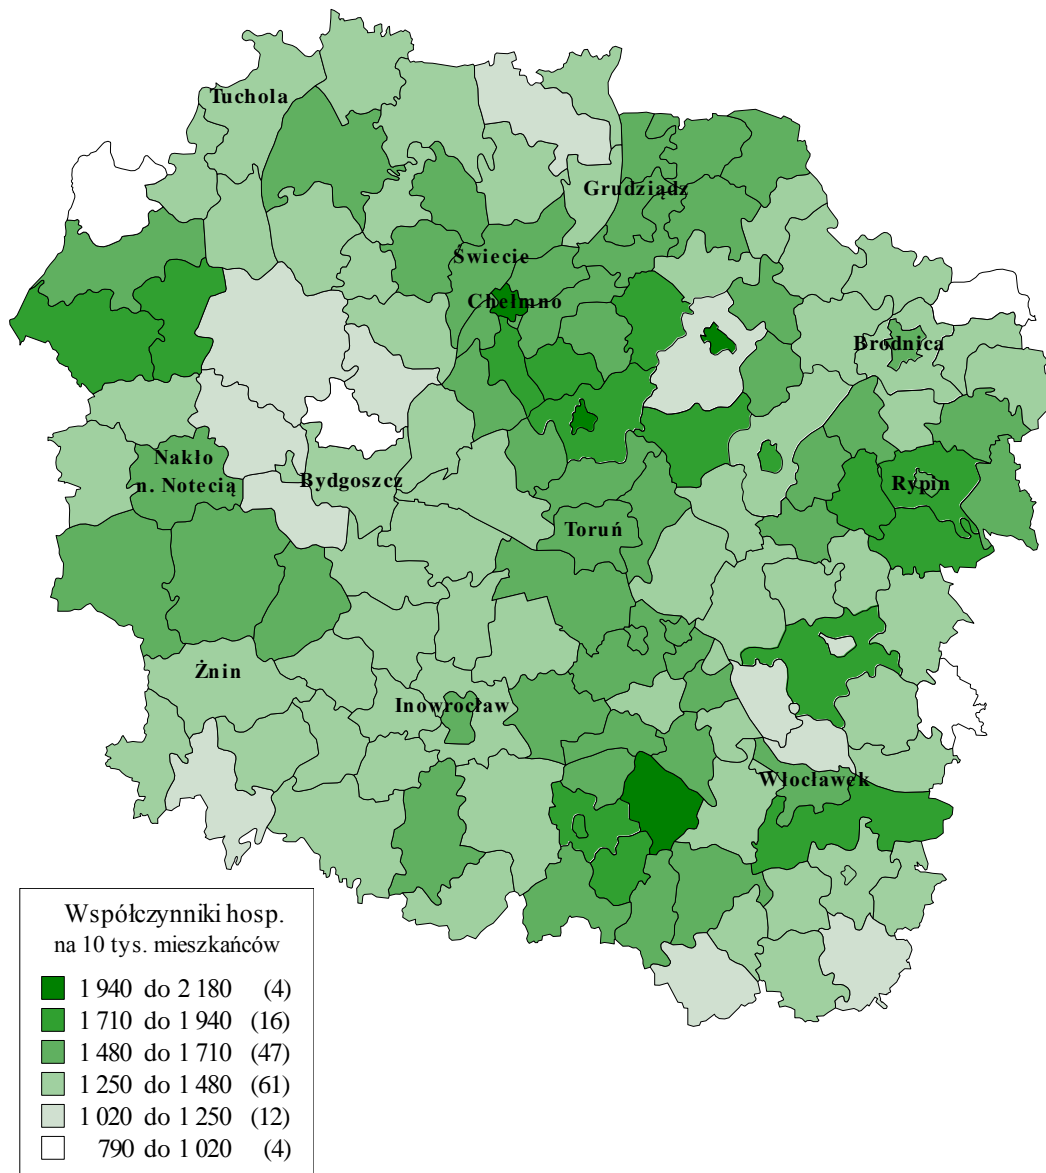 Tuchola
Grudziądz
Świecie
Chełmno
Brodnica
Nakło
n. Notecią
Bydgoszcz
Rypin
Toruń
Żnin
Inowrocław
Włocławek
Współczynniki hosp.
na 10 tys. mieszkańców
1 940 do 2 180 (4)
1 710 do 1 940 (16)
1 480 do 1 710 (47)
1 250 do 1 480 (61)
1 020 do 1 250 (12)
790 do 1 020 (4)